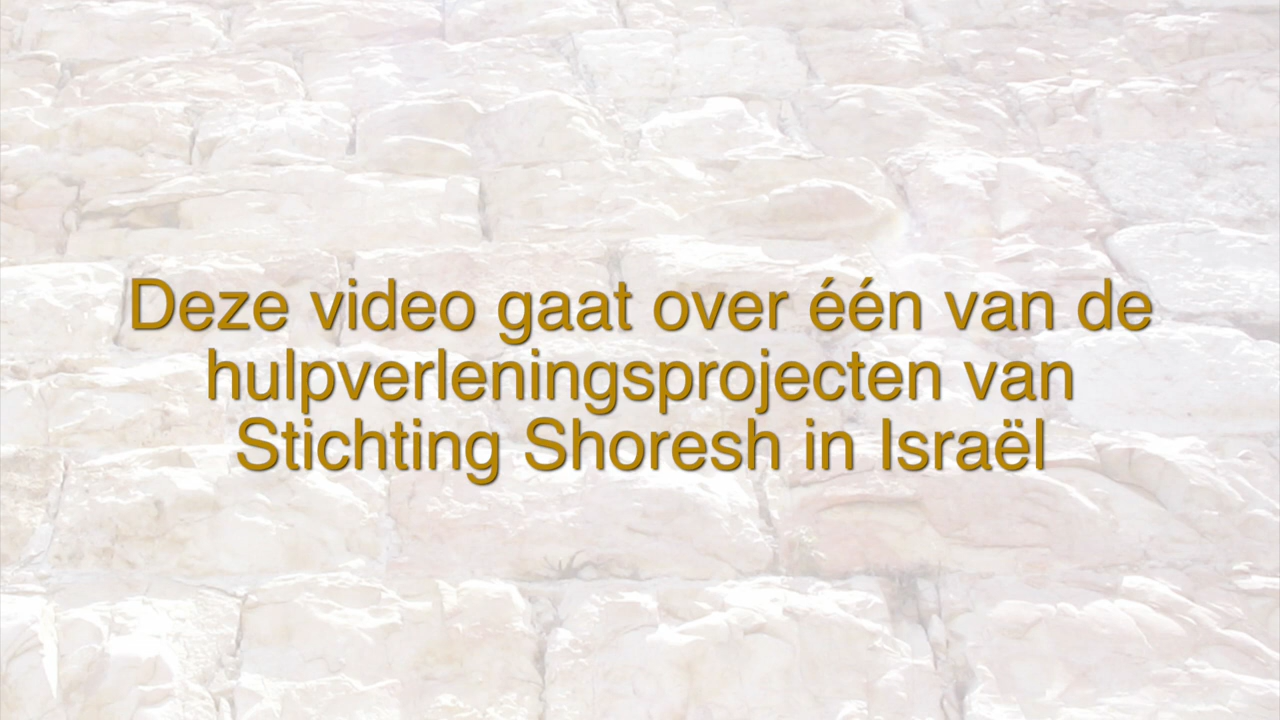 Deze video gaat over één van de
hulpverleningsprojecten van
Stichting Shoresh in Israël